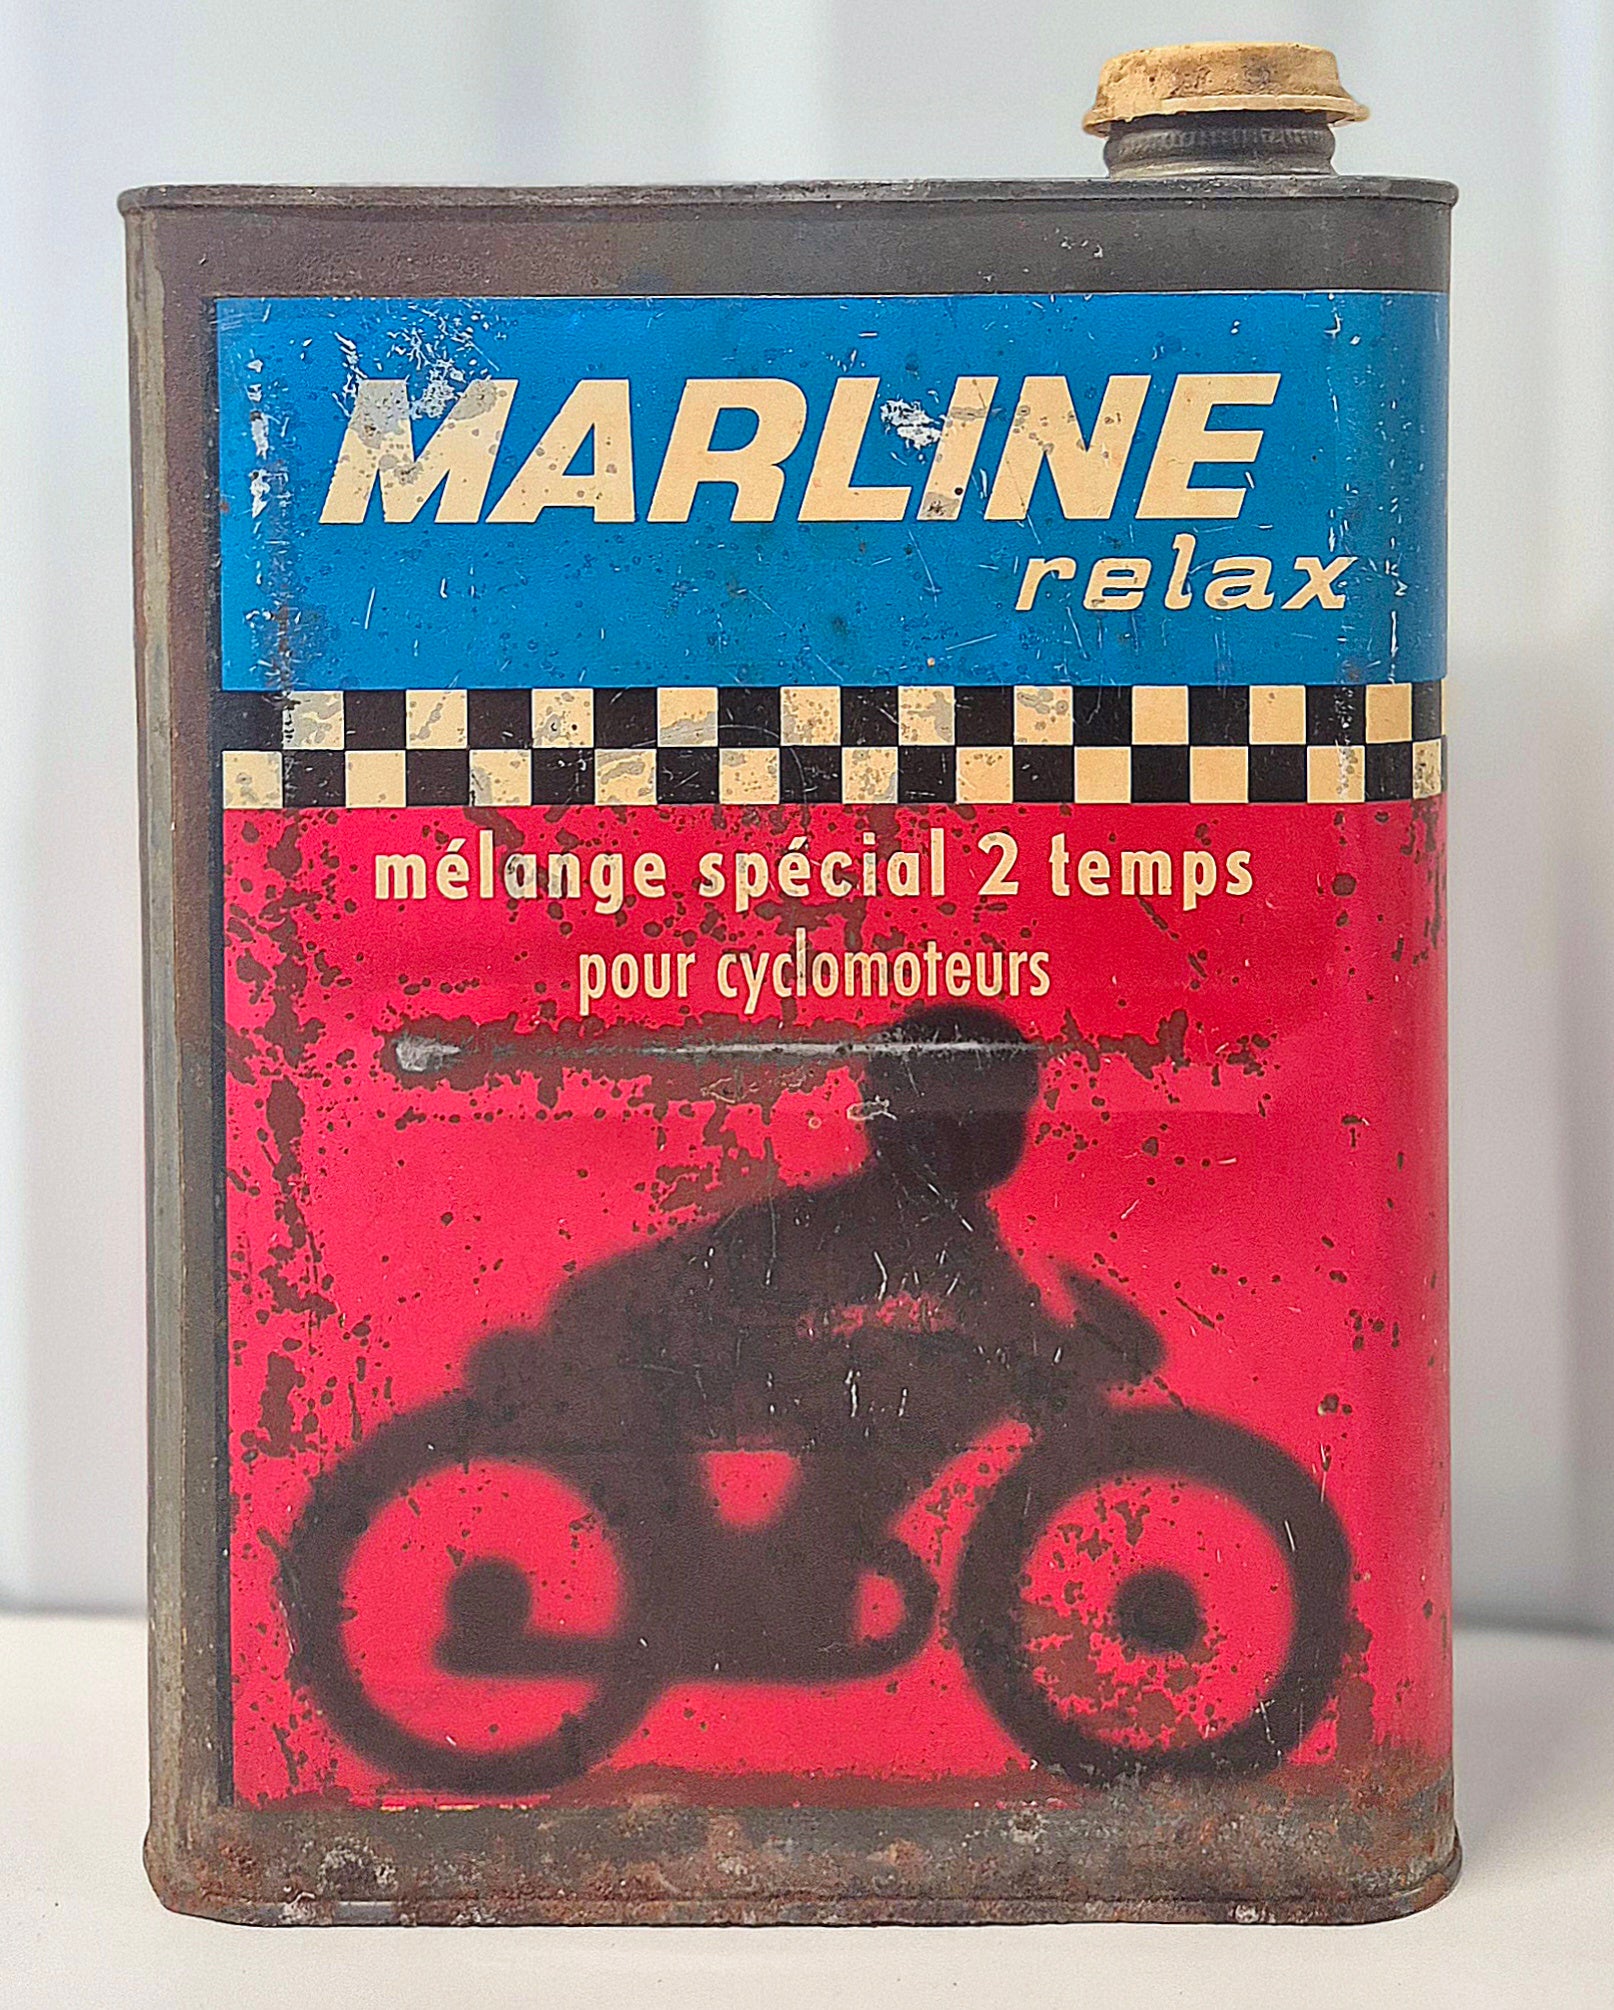 MARLINE
relax
mélange spécial 2 temps
pour cyclomoteurs